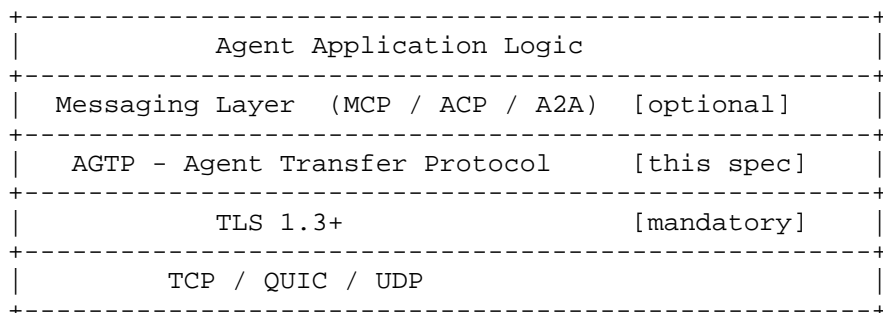 +-----------------------------------------------------+
|             Agent Application Logic                 |
+-----------------------------------------------------+
|  Messaging Layer  (MCP / ACP / A2A)  [optional]     |
+-----------------------------------------------------+
|   AGTP - Agent Transfer Protocol     [this spec]    |
+-----------------------------------------------------+
|             TLS 1.3+                 [mandatory]    |
+-----------------------------------------------------+
|          TCP / QUIC / UDP                           |
+-----------------------------------------------------+